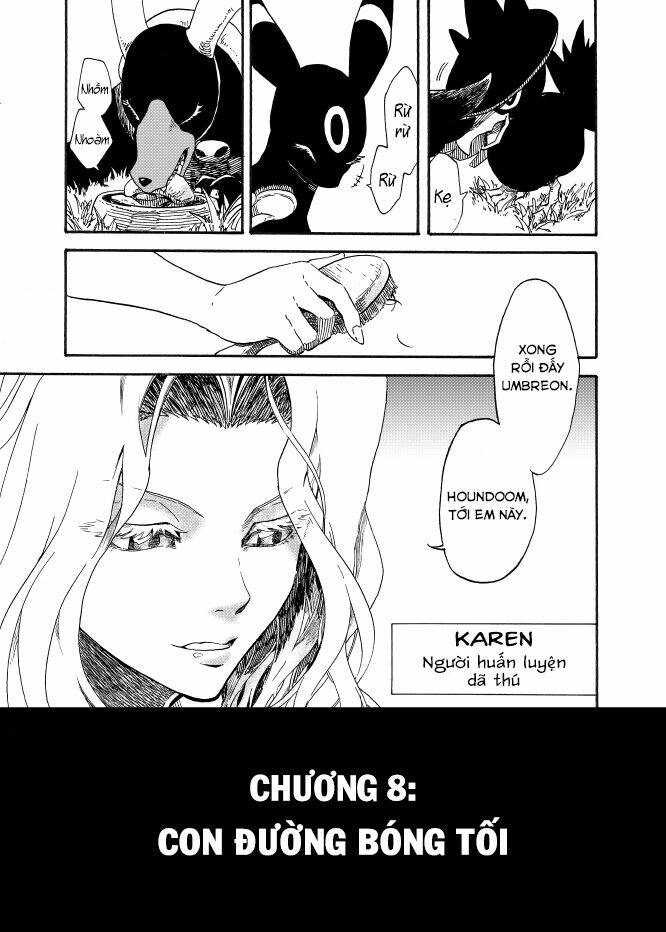 Nhồm
Nhoàm
Rừ
rừ
Rừ
Kẹ
XONG
RỒI ĐẤY
UMBREON.
HOUNDOOM,
TỚI EM NÀY.
KAREN
Người huấn luyện
dã thú
CHƯƠNG 8:
CON ĐƯỜNG BÓNG TỐI